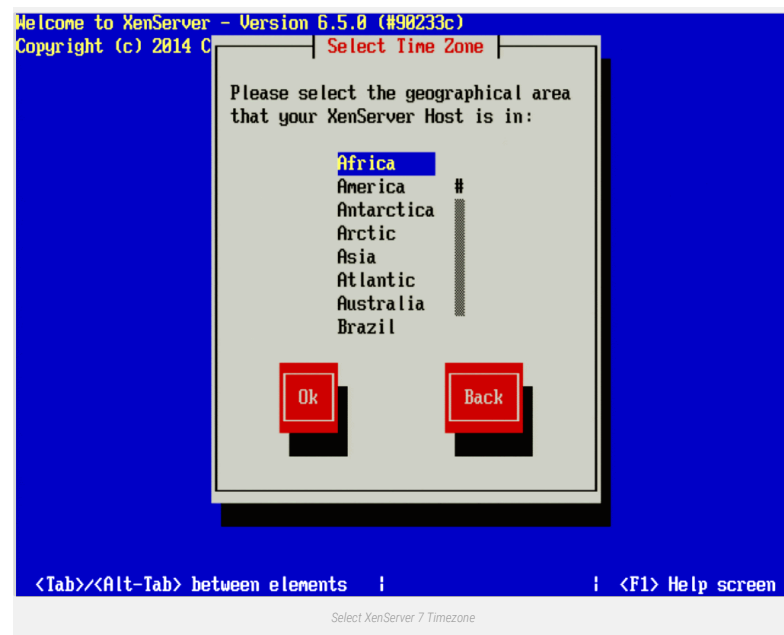 Welcome to XenServer - Version 6.5.0 (#90233c)
Copyright (c) 2014 C
Select Time Zone
Please select the geographical area
that your XenServer Host is in:
Africa
America #
Antarctica
Arctic
Asia
Atlantic
Australia
Brazil
Ok Back
<Tab>/<Alt-Tab> between elements | | <F1> Help screen
Select XenServer 7 Timezone